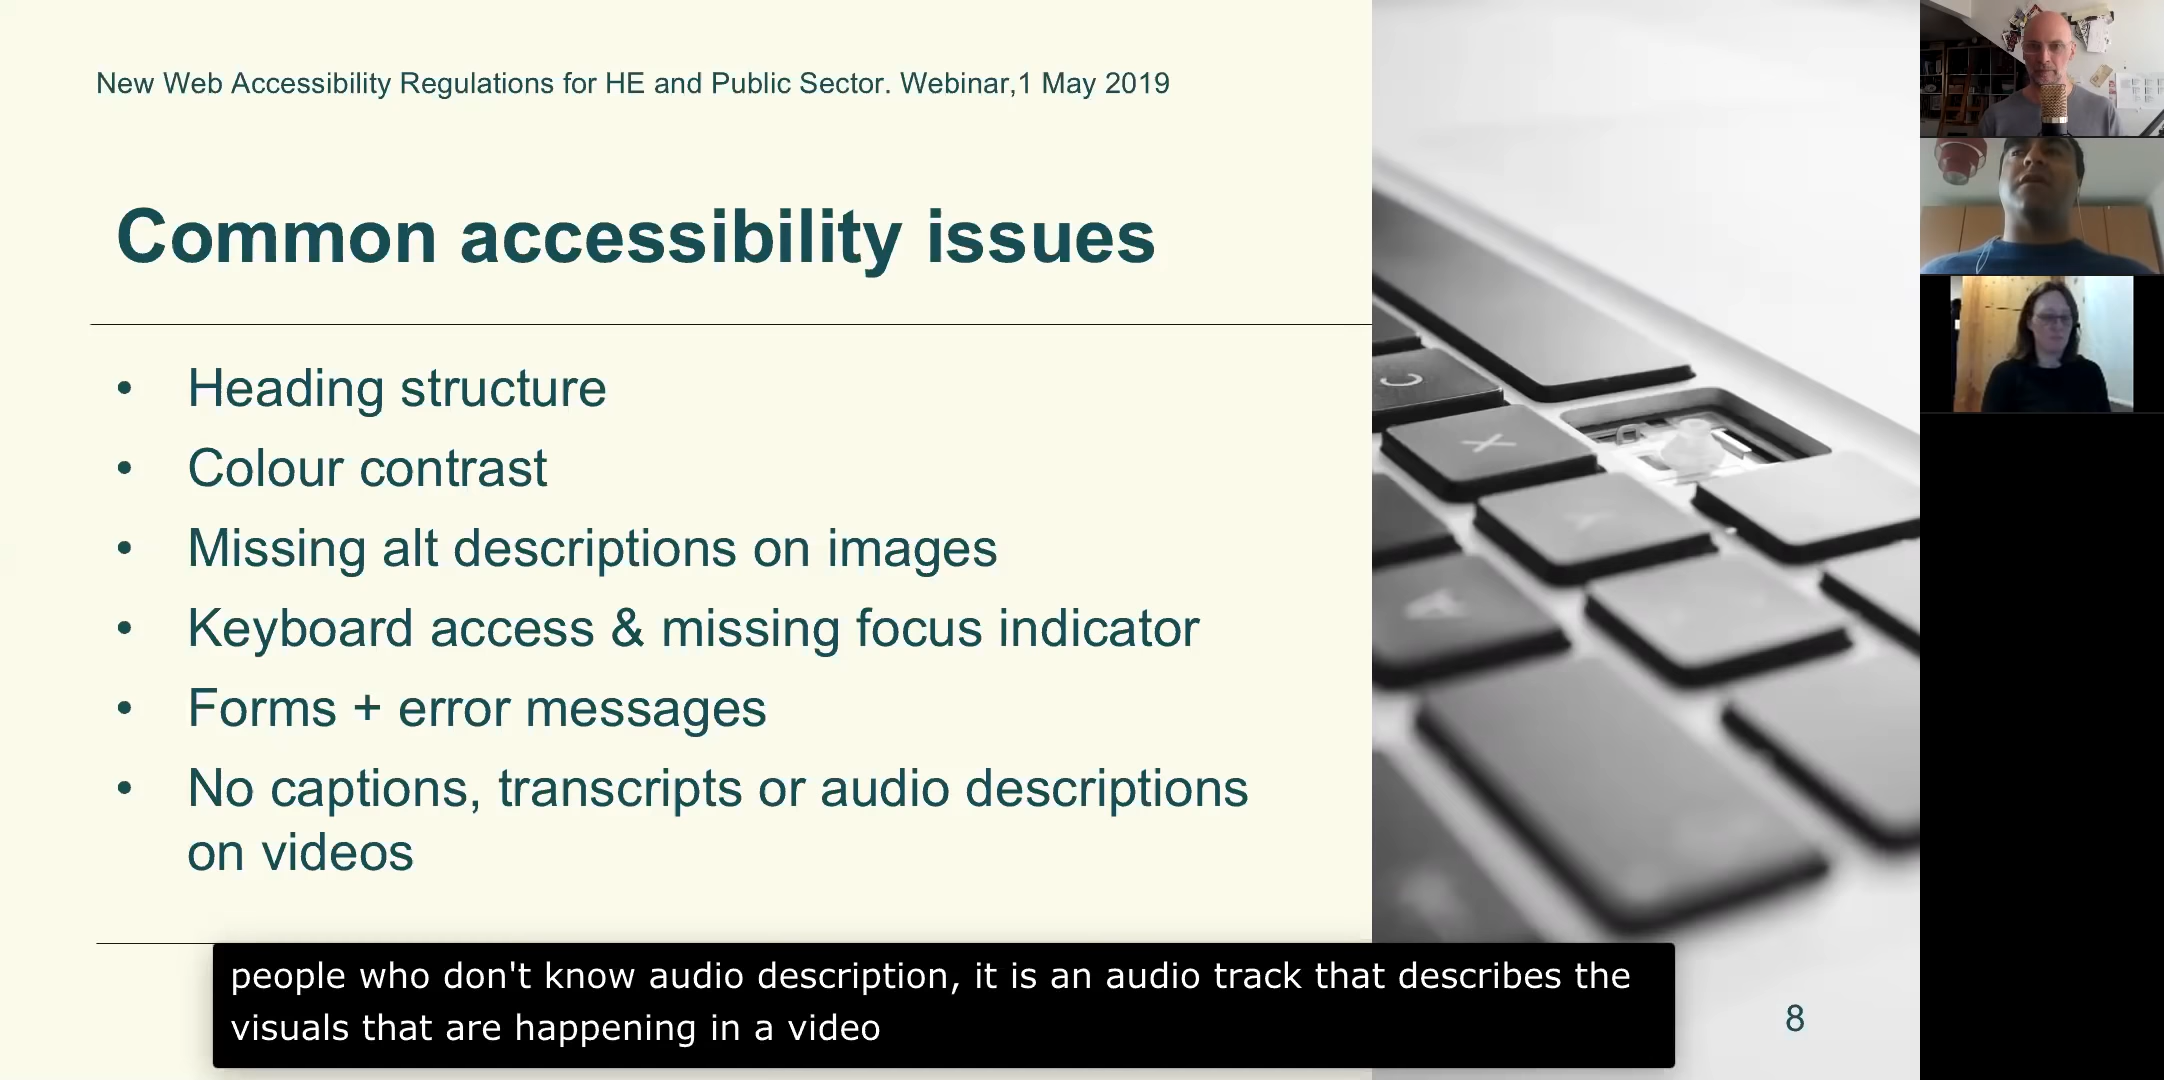 New Web Accessibility Regulations for HE and Public Sector. Webinar,1 May 2019
Common accessibility issues
• Heading structure
• Colour contrast
• Missing alt descriptions on images
• Keyboard access & missing focus indicator
• Forms + error messages
• No captions, transcripts or audio descriptions
on videos
C
X
A
people who don't know audio description, it is an audio track that describes the
visuals that are happening in a video
8